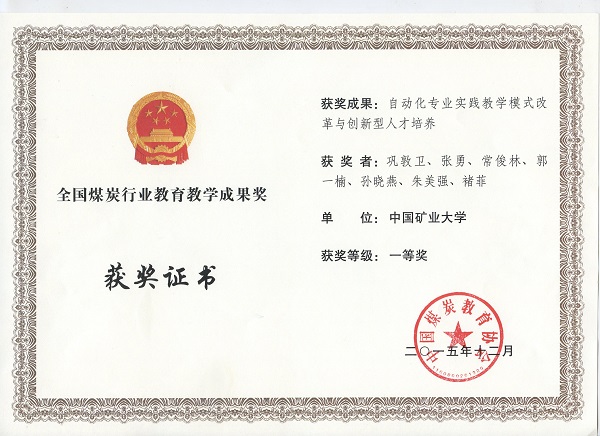 全国煤炭行业教育教学成果奖
获奖证书
获奖成果：自动化专业实践教学模式改
革与创新型人才培养
获 奖 者：巩敦卫、张勇、常俊林、郭
一楠、孙晓燕、朱美强、褚菲
单 位：中国矿业大学
获奖等级：一等奖
中国煤炭教育协会
二〇一五年十二月